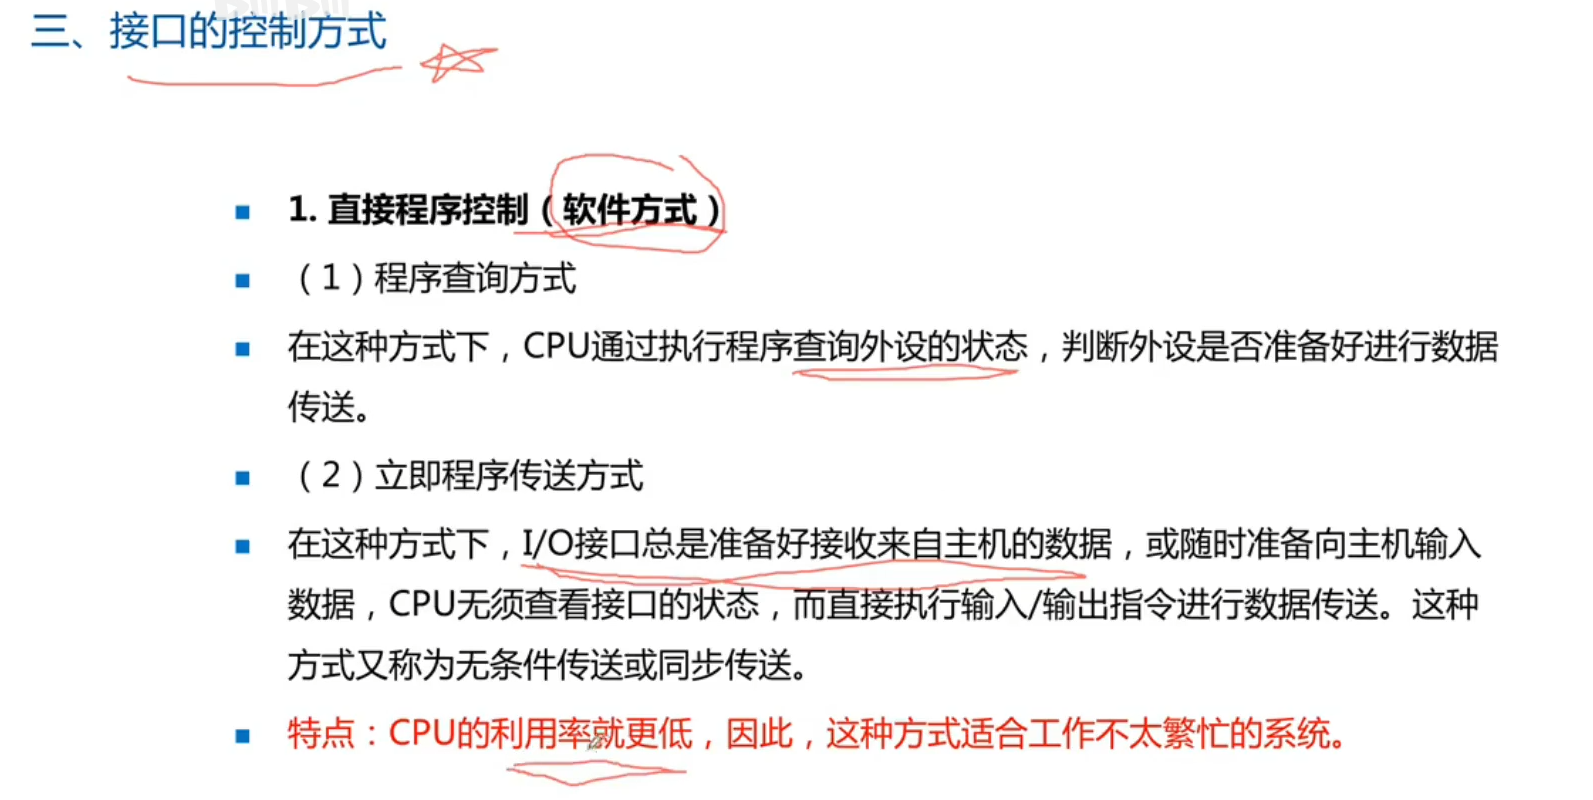 三、接口的控制方式
1. 直接程序控制（软件方式）
（1）程序查询方式
在这种方式下，CPU通过执行程序查询外设的状态，判断外设是否准备好进行数据
传送。
（2）立即程序传送方式
在这种方式下，I/O接口总是准备好接收来自主机的数据，或随时准备向主机输入
数据，CPU无须查看接口的状态，而直接执行输入/输出指令进行数据传送。这种
方式又称为无条件传送或同步传送。
特点：CPU的利用率就更低，因此，这种方式适合工作不太繁忙的系统。